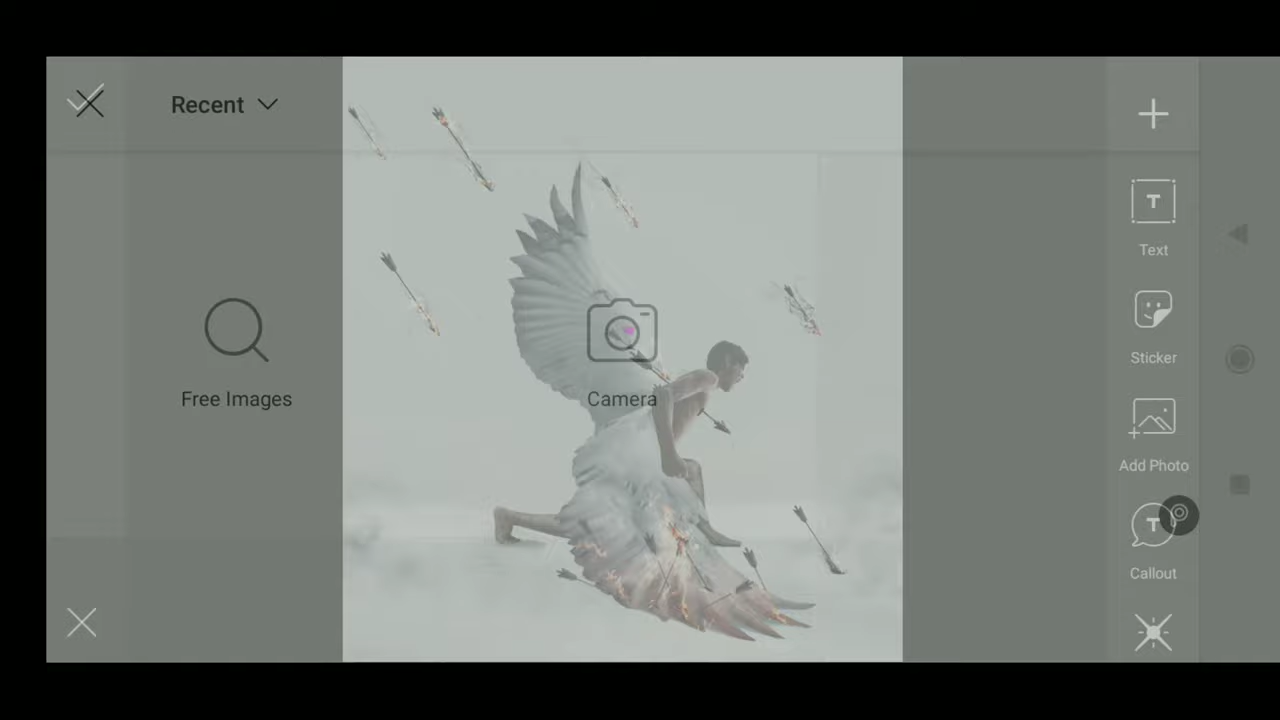 Recent
T
Text
Sticker
Free Images
Camera
Add Photo
T
Callout